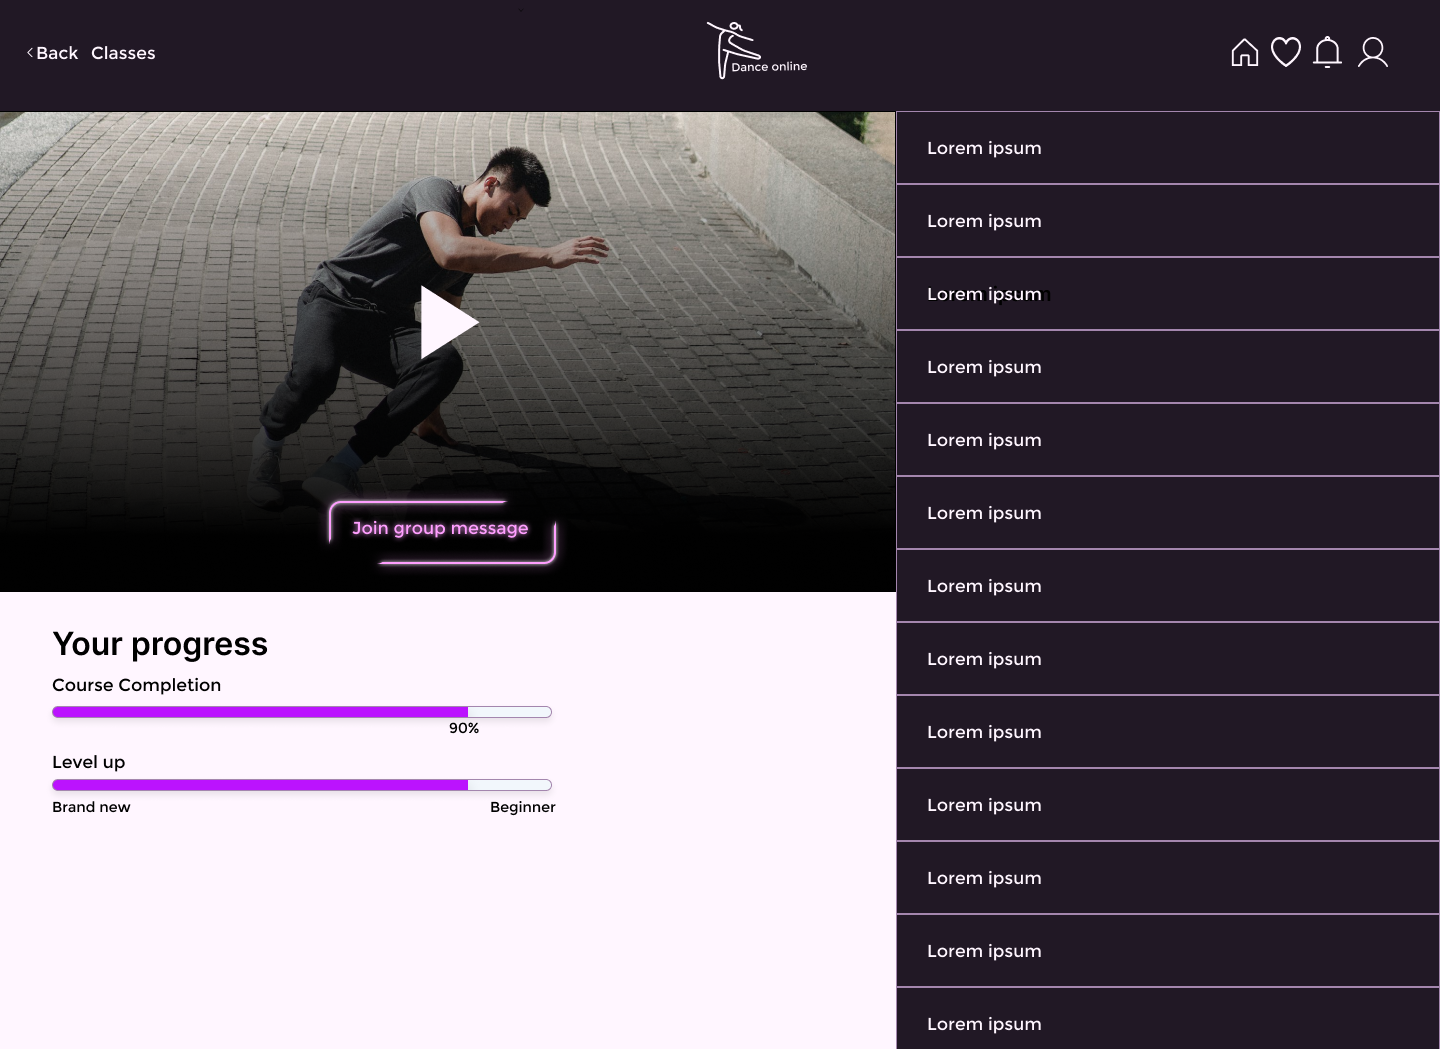 Back Classes
Dance online
Lorem ipsum
Lorem ipsum
Lorem ipsum
Lorem ipsum
Lorem ipsum
Lorem ipsum
Lorem ipsum
Lorem ipsum
Lorem ipsum
Lorem ipsum
Lorem ipsum
Lorem ipsum
Lorem ipsum
Join group message
Your progress
Course Completion
90%
Level up
Brand new Beginner